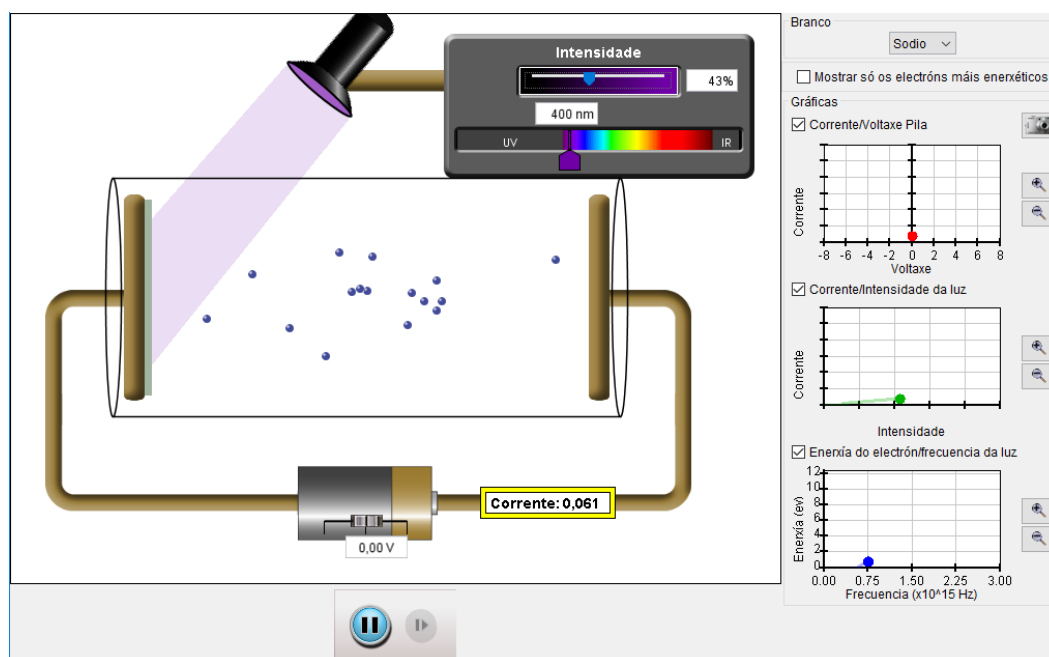 Intensidade
43%
400 nm
UV
IR
Corrente: 0,061
0,00 V
Branco
Sodio
Mostrar só os electróns máis enerxéticos
Gráficas
Corrente/Voltaxe Pila
Corrente
-8 -6 -4 -2 0 2 4 6 8
Voltaxe
Corrente/Intensidade da luz
Corrente
Intensidade
Enerxía do electrón/frecuencia da luz
Enerxía (ev)
12
10
8
6
4
2
0
0.00 0.75 1.50 2.25 3.00
Frecuencia (x10^15 Hz)